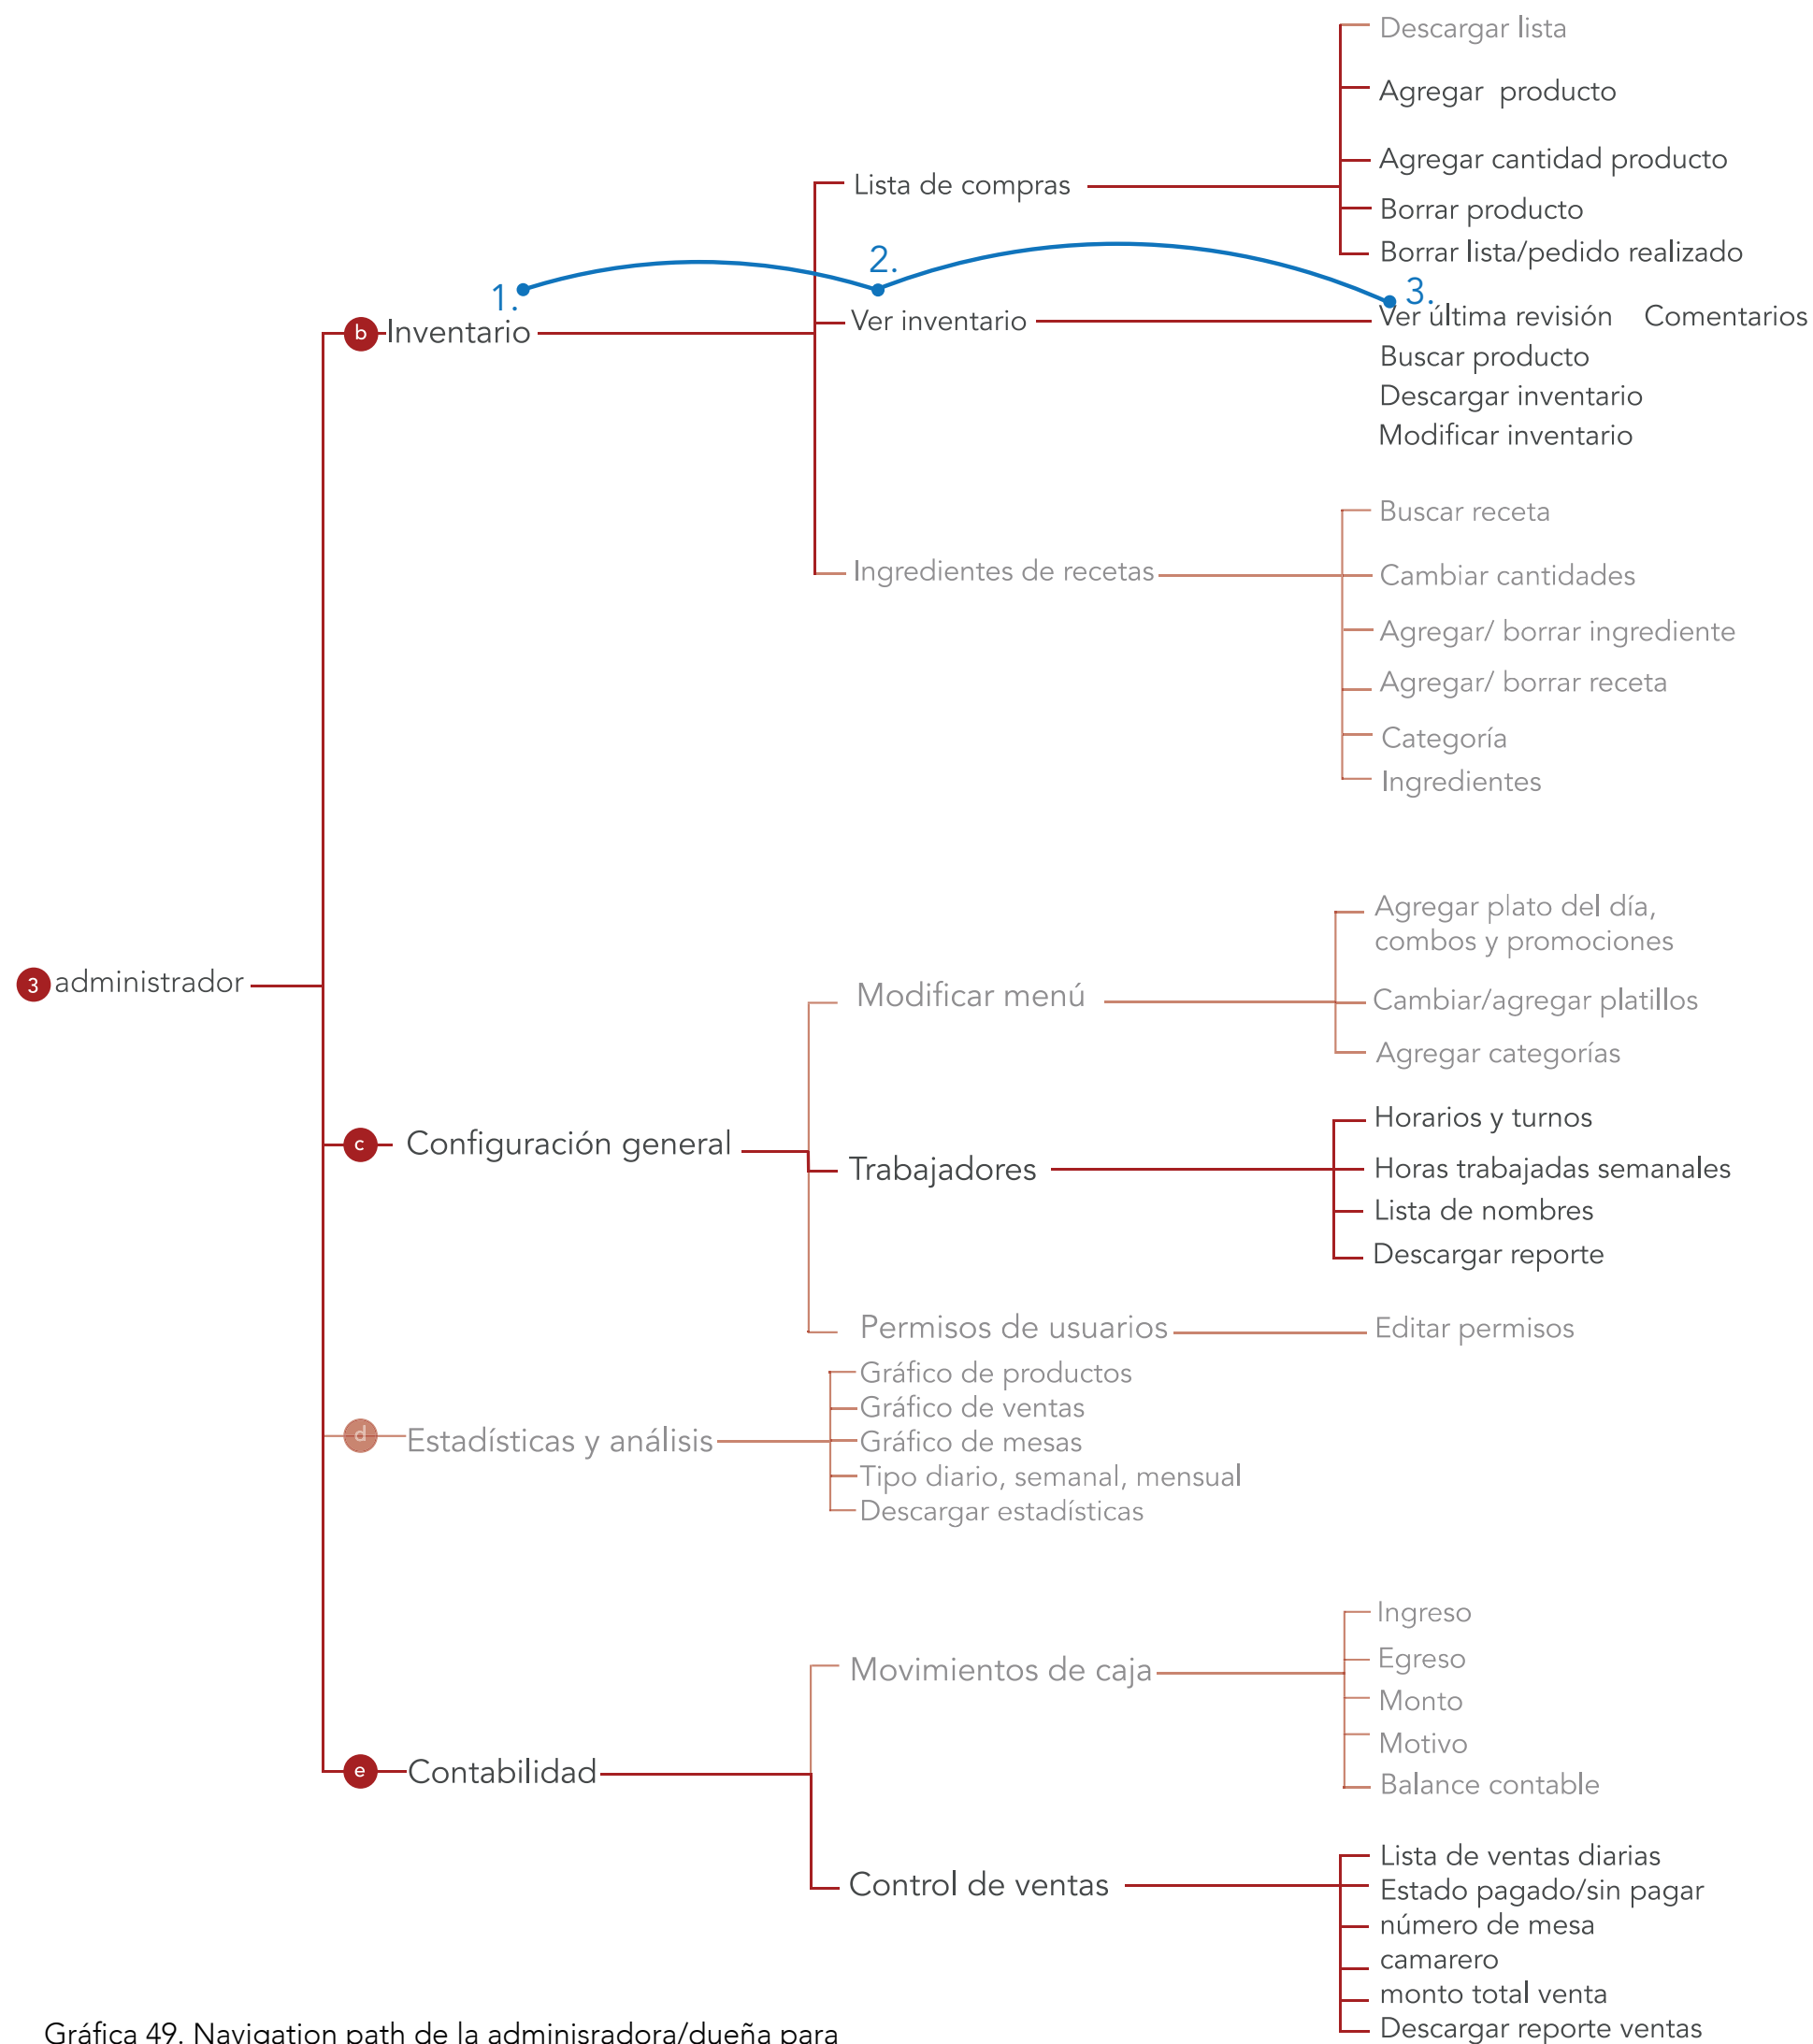 Descargar lista
Agregar producto
Agregar cantidad producto
Lista de compras
Borrar producto
Borrar lista/pedido realizado
1.
2.
3.
b
Inventario
Ver inventario
Ver última revisión Comentarios
Buscar producto
Descargar inventario
Modificar inventario
Buscar receta
Ingredientes de recetas
Cambiar cantidades
Agregar/ borrar ingrediente
Agregar/ borrar receta
Categoría
Ingredientes
3 administrador
Agregar plato del día,
combos y promociones
Modificar menú
Cambiar/agregar platillos
Agregar categorías
c
Configuración general
Trabajadores
Horarios y turnos
Horas trabajadas semanales
Lista de nombres
Descargar reporte
Permisos de usuarios
Editar permisos
d
Estadísticas y análisis
Gráfico de productos
Gráfico de ventas
Gráfico de mesas
Tipo diario, semanal, mensual
Descargar estadísticas
e
Contabilidad
Movimientos de caja
Ingreso
Egreso
Monto
Motivo
Balance contable
Control de ventas
Lista de ventas diarias
Estado pagado/sin pagar
número de mesa
camarero
monto total venta
Descargar reporte ventas
Gráfica 49. Navigation path de la adminisradora/dueña para